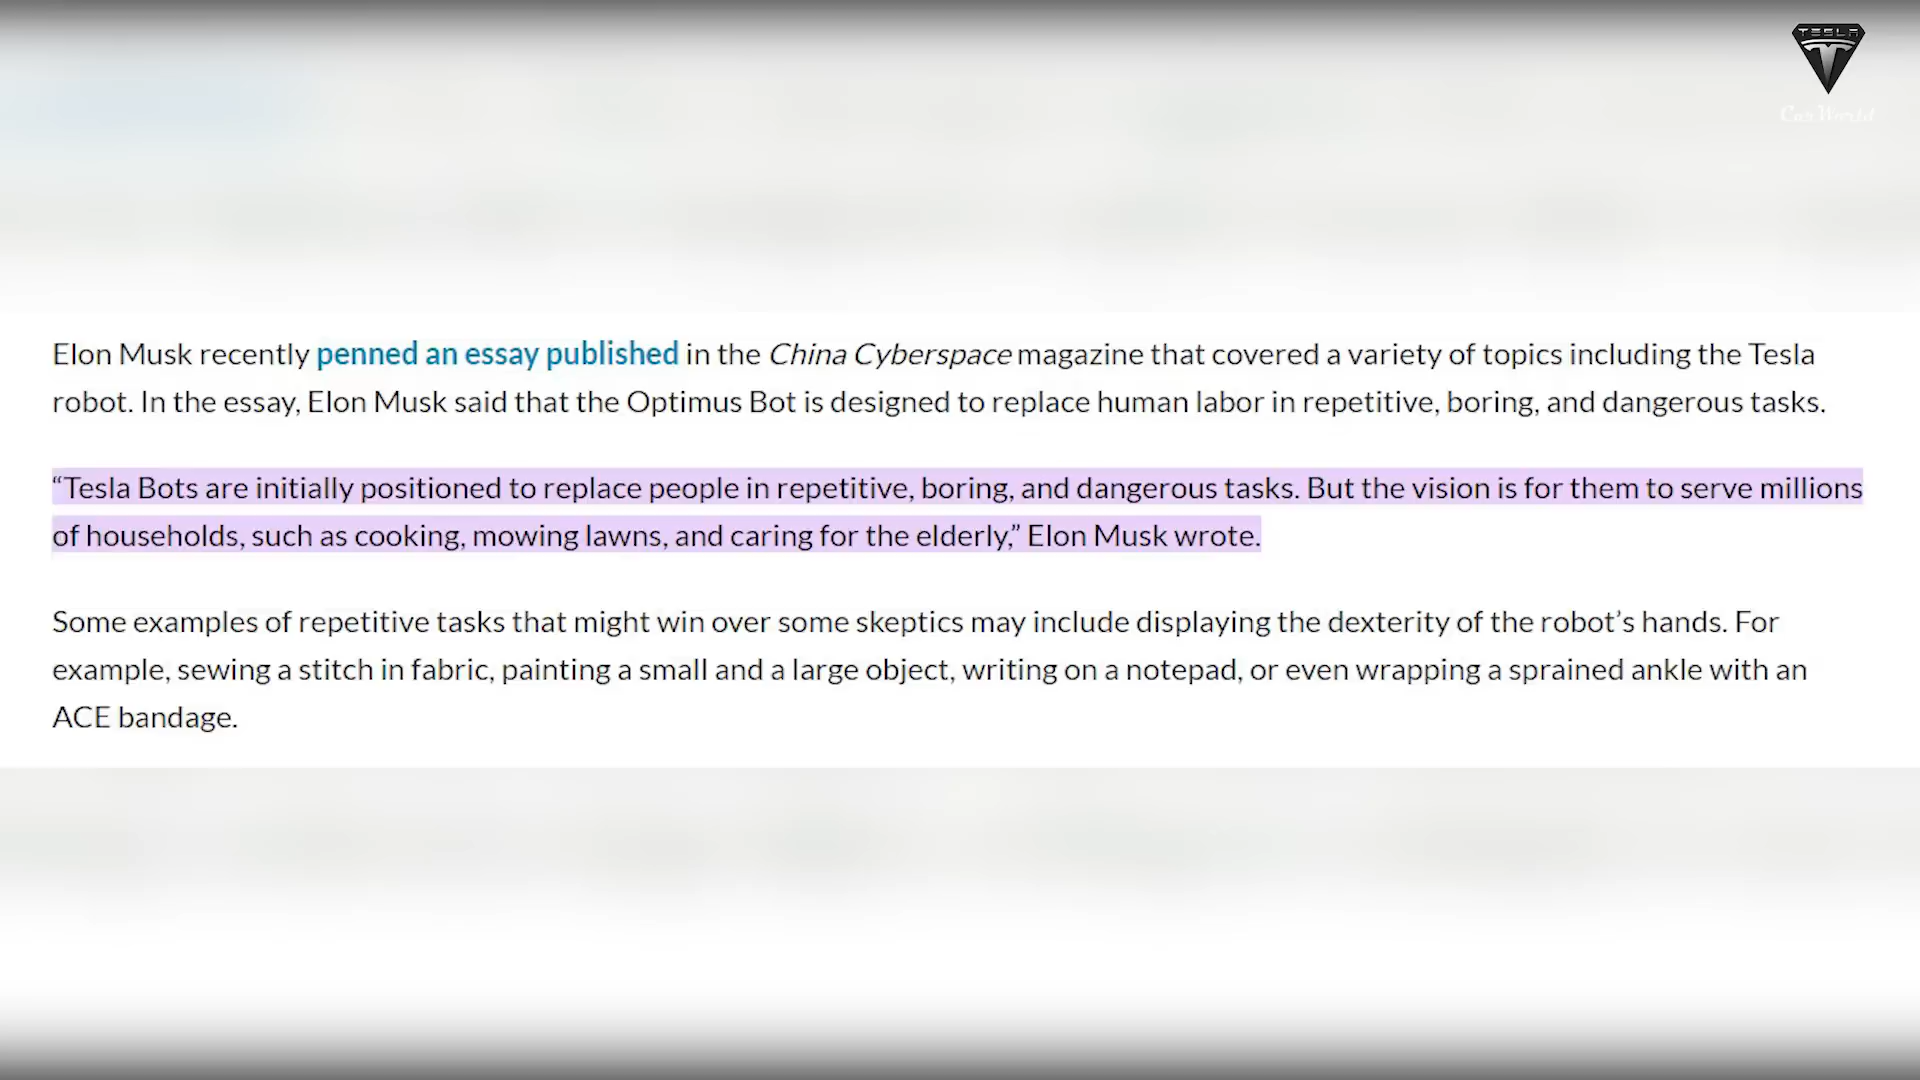 TESLA
Car World
Elon Musk recently penned an essay published in the China Cyberspace magazine that covered a variety of topics including the Tesla
robot. In the essay, Elon Musk said that the Optimus Bot is designed to replace human labor in repetitive, boring, and dangerous tasks.
“Tesla Bots are initially positioned to replace people in repetitive, boring, and dangerous tasks. But the vision is for them to serve millions
of households, such as cooking, mowing lawns, and caring for the elderly,” Elon Musk wrote.
Some examples of repetitive tasks that might win over some skeptics may include displaying the dexterity of the robot’s hands. For
example, sewing a stitch in fabric, painting a small and a large object, writing on a notepad, or even wrapping a sprained ankle with an
ACE bandage.